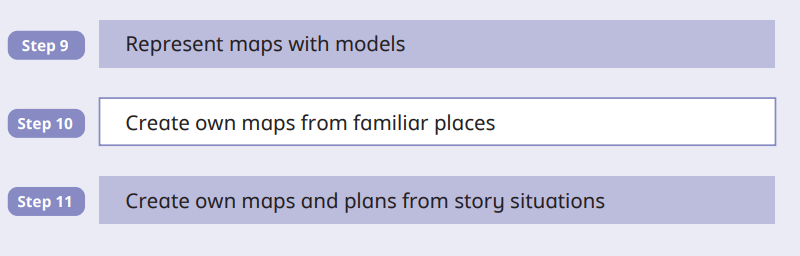 Step 9 Represent maps with models
Step 10 Create own maps from familiar places
Step 11 Create own maps and plans from story situations